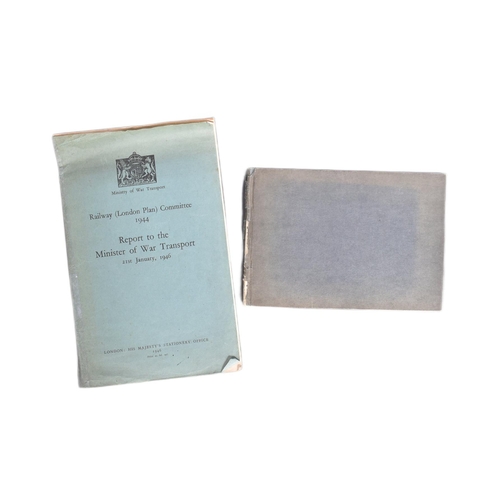 Ministry of War Transport
Railway (London Plan) Committee
1944
Report to the
Minister of War Transport
21st January, 1946
LONDON: HIS MAJESTY'S STATIONERY OFFICE
1946